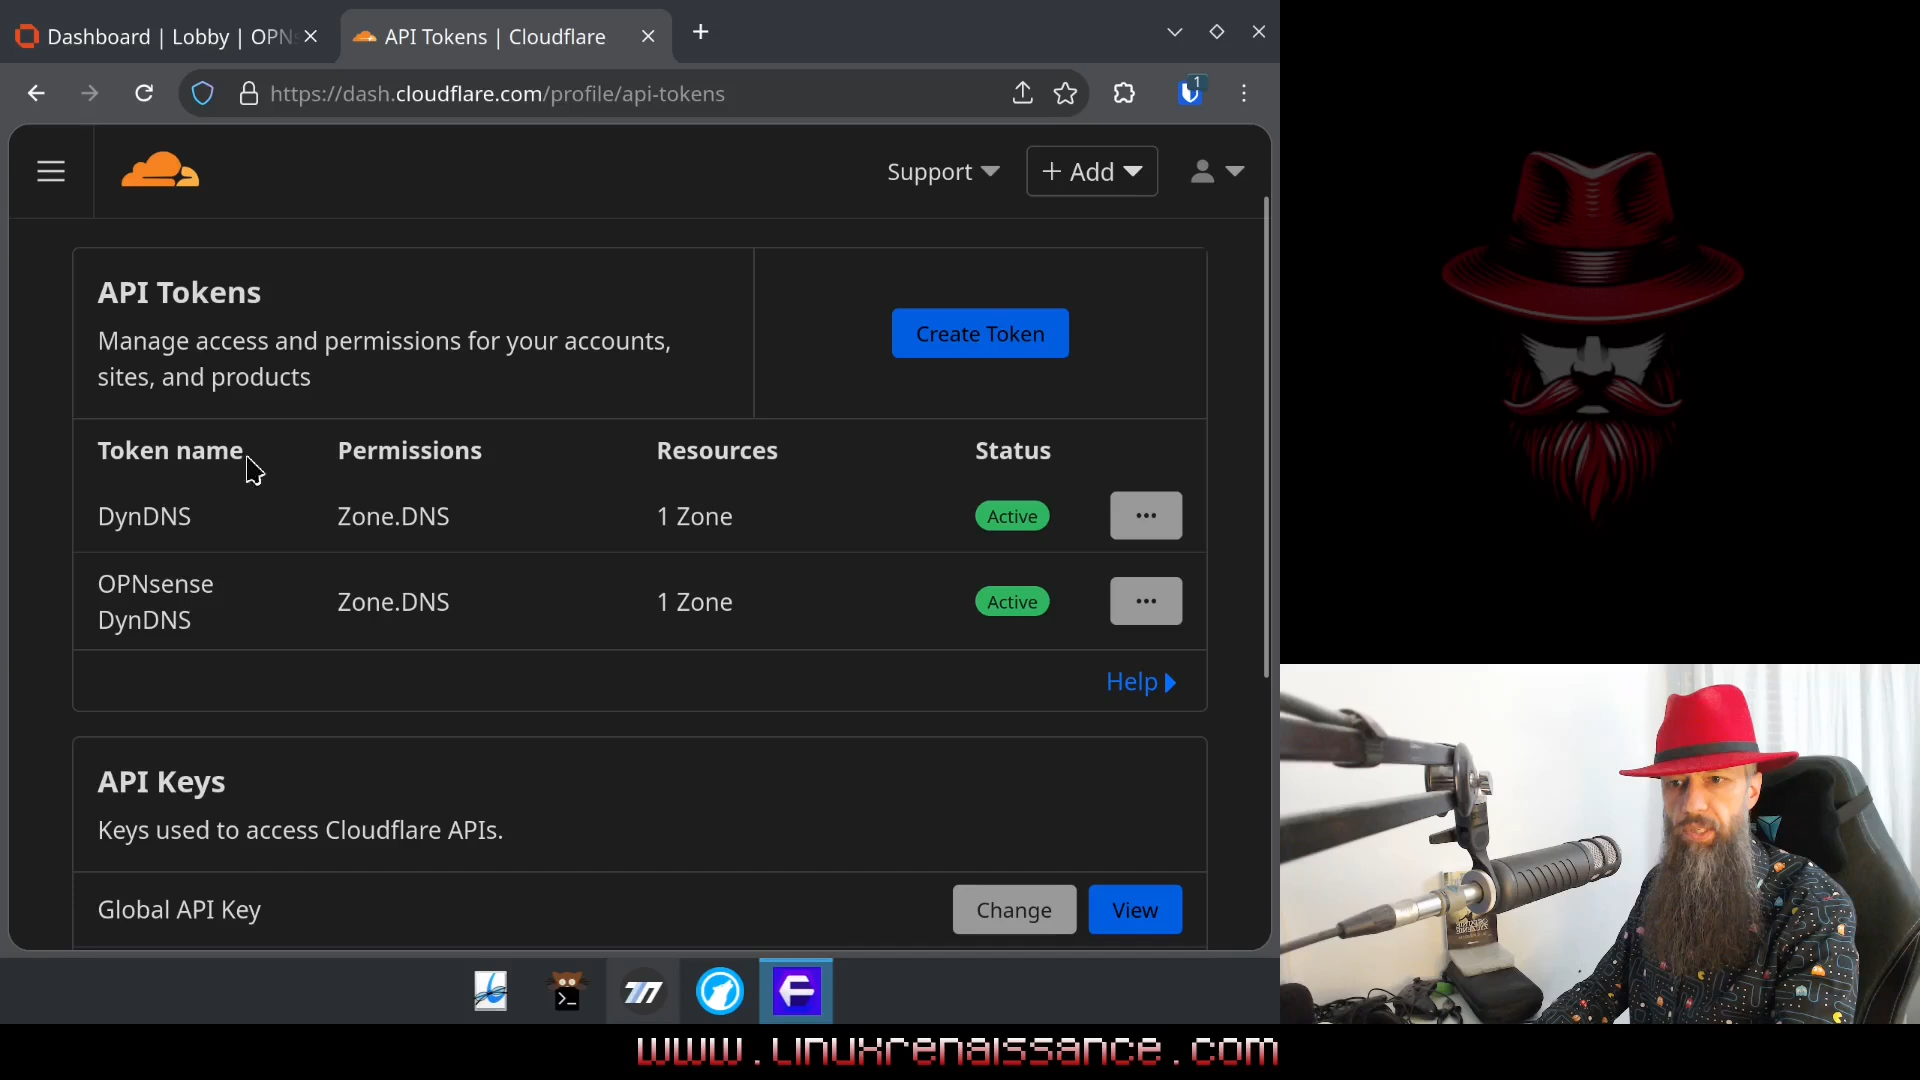 Dashboard | Lobby | OPNs
API Tokens | Cloudflare
https://dash.cloudflare.com/profile/api-tokens
1
Support
+ Add
API Tokens
Manage access and permissions for your accounts,
sites, and products
Create Token
Token name Permissions Resources Status
DynDNS Zone.DNS 1 Zone Active ...
OPNsense
DynDNS
Zone.DNS 1 Zone Active ...
Help
API Keys
Keys used to access Cloudflare APIs.
Global API Key Change View
www.linuxrenaissance.com